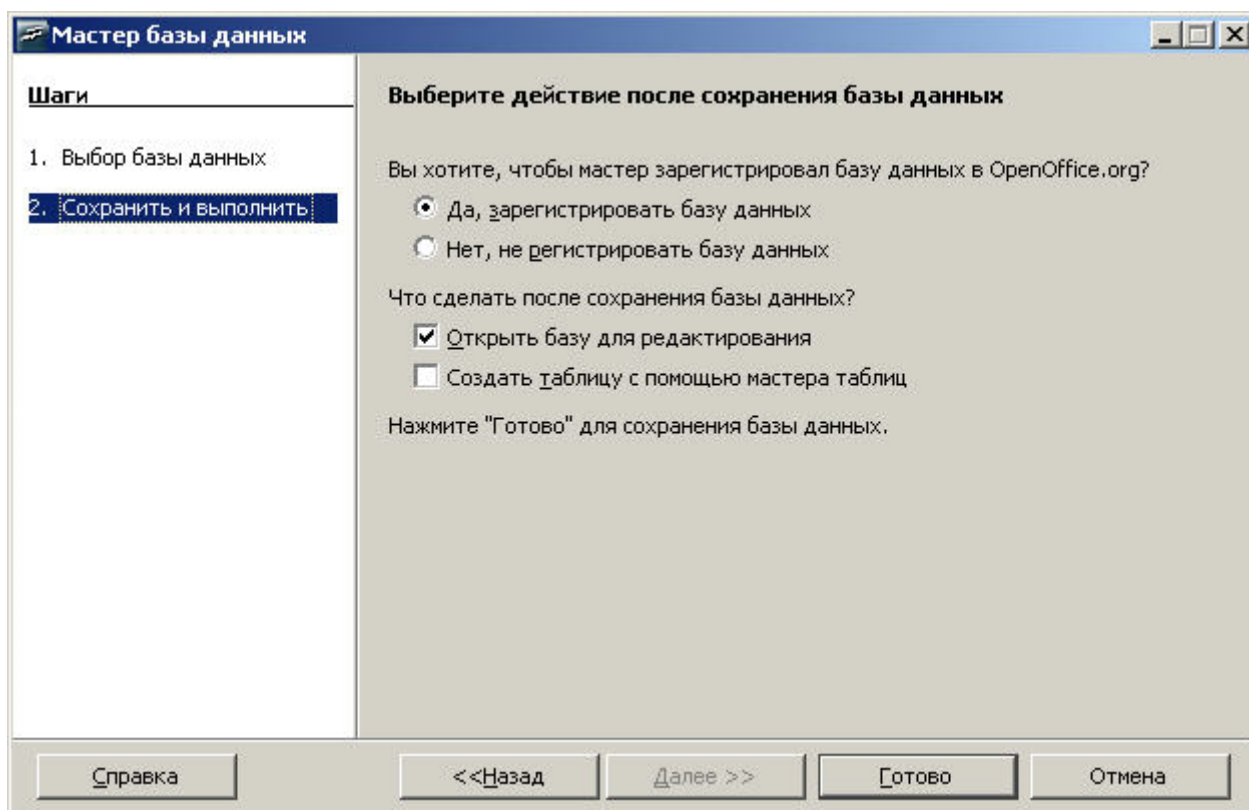 Мастер базы данных
Шаги
1. Выбор базы данных
2. Сохранить и выполнить
Выберите действие после сохранения базы данных
Вы хотите, чтобы мастер зарегистрировал базу данных в OpenOffice.org?
Да, зарегистрировать базу данных
Нет, не регистрировать базу данных
Что сделать после сохранения базы данных?
Открыть базу для редактирования
Создать таблицу с помощью мастера таблиц
Нажмите "Готово" для сохранения базы данных.
Справка
<<Назад
Далее >>
Готово
Отмена